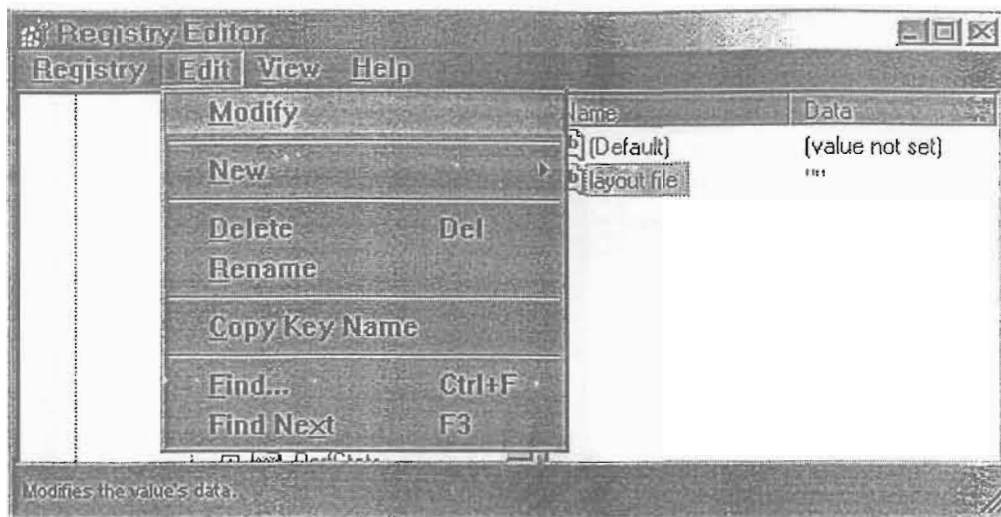 Registry Editor
Registry Edit View Help
Modify
New
Delete Del
Rename
Copy Key Name
Find... Ctrl+F
Find Next F3
Name Data
(Default) (value not set)
layout file ""
Modifies the value's data.